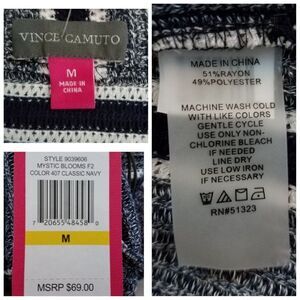 VINCE CAMUTO
M
MADE IN
CHINA
STYLE 9039606
MYSTIC BLOOMS F2
COLOR 407 CLASSIC NAVY
7 20655 48458 0
M
MSRP $69.00
MADE IN CHINA
51%RAYON
49%POLYESTER
MACHINE WASH COLD
WITH LIKE COLORS
GENTLE CYCLE
USE ONLY NON-
CHLORINE BLEACH
IF NEEDED
LINE DRY
USE LOW IRON
IF NECESSARY
RN#51323